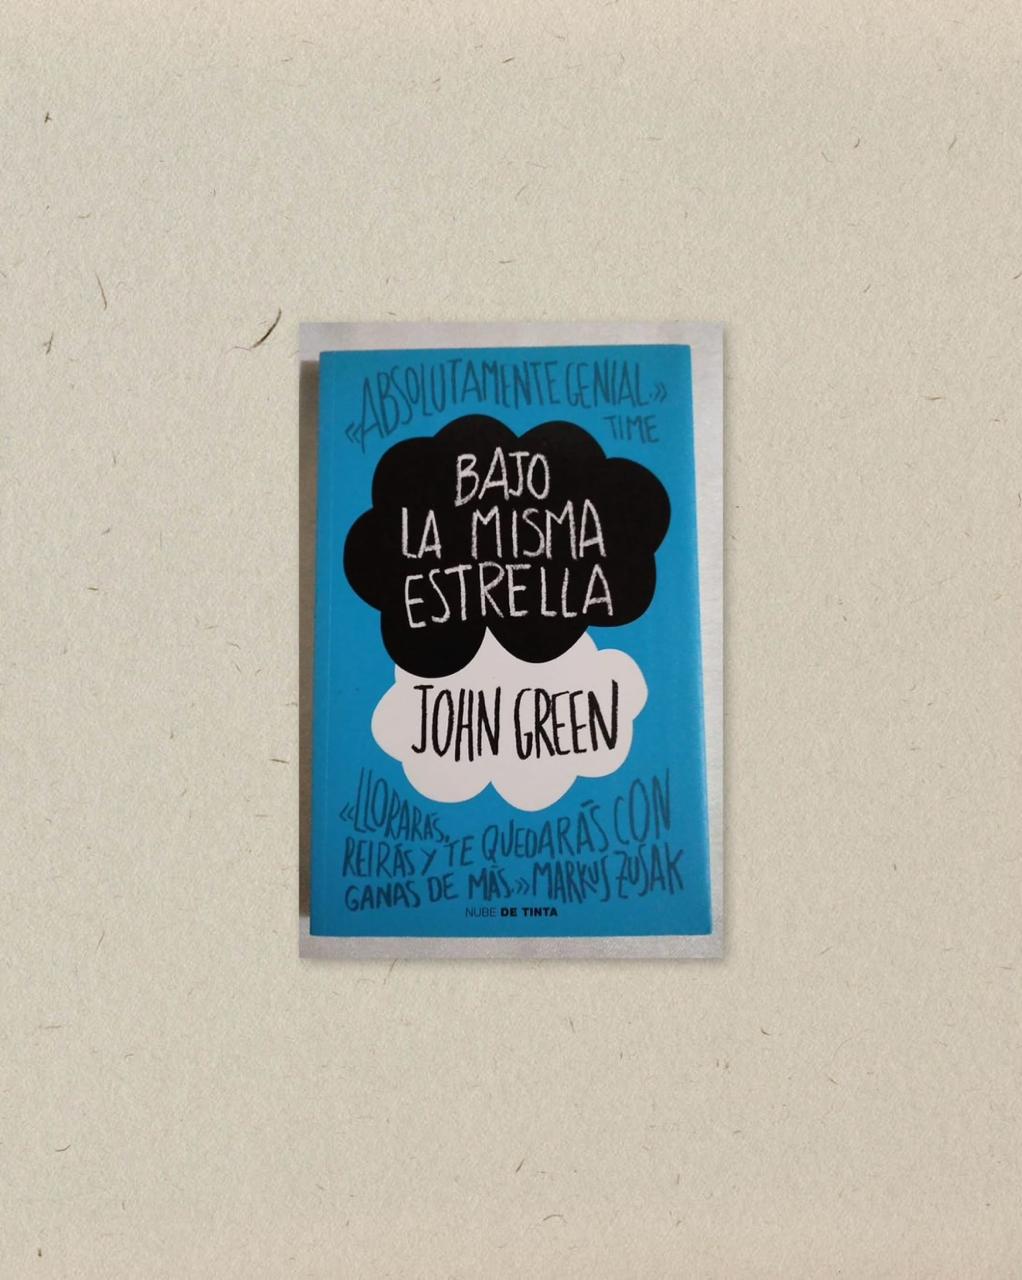 «ABSOLUTAMENTE GENIAL.»
TIME
BAJO
LA MISMA
ESTRELLA
JOHN GREEN
«LLORARÁS,
REIRÁS Y TE QUEDARÁS CON
GANAS DE MÁS.» MARKUS ZUSAK
NUBE DE TINTA